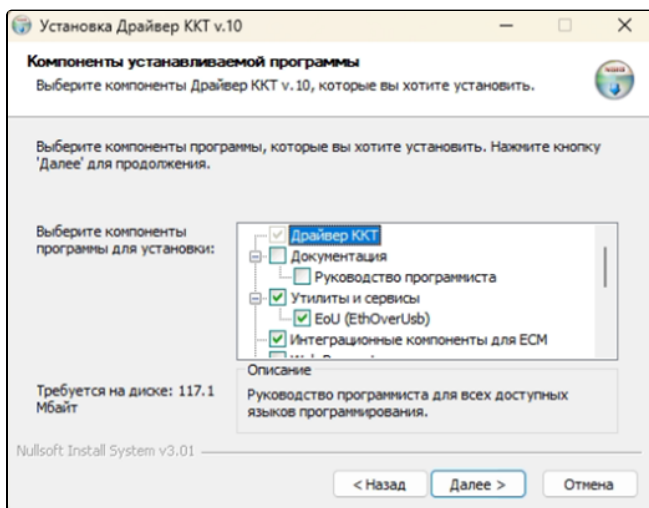 Установка Драйвер ККТ v.10
Компоненты устанавливаемой программы
Выберите компоненты Драйвер ККТ v.10, которые вы хотите установить.
Выберите компоненты программы, которые вы хотите установить. Нажмите кнопку
'Далее' для продолжения.
Выберите компоненты
программы для установки:
Драйвер ККТ
Документация
Руководство программиста
Утилиты и сервисы
EoU (EthOverUsb)
Интеграционные компоненты для ECM
Требуется на диске: 117.1
Мбайт
Описание
Руководство программиста для всех доступных
языков программирования.
Nullsoft Install System v3.01
< Назад
Далее >
Отмена